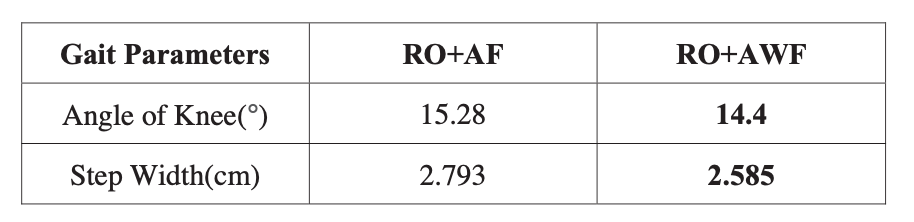 Gait Parameters RO+AF RO+AWF
Angle of Knee(°) 15.28 14.4
Step Width(cm) 2.793 2.585